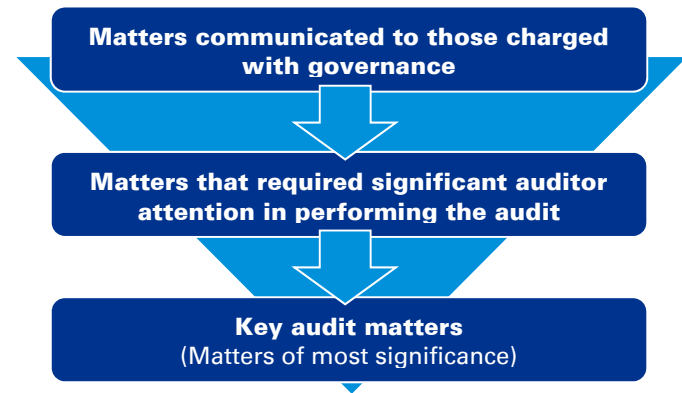 Matters communicated to those charged
with governance
Matters that required significant auditor
attention in performing the audit
Key audit matters
(Matters of most significance)